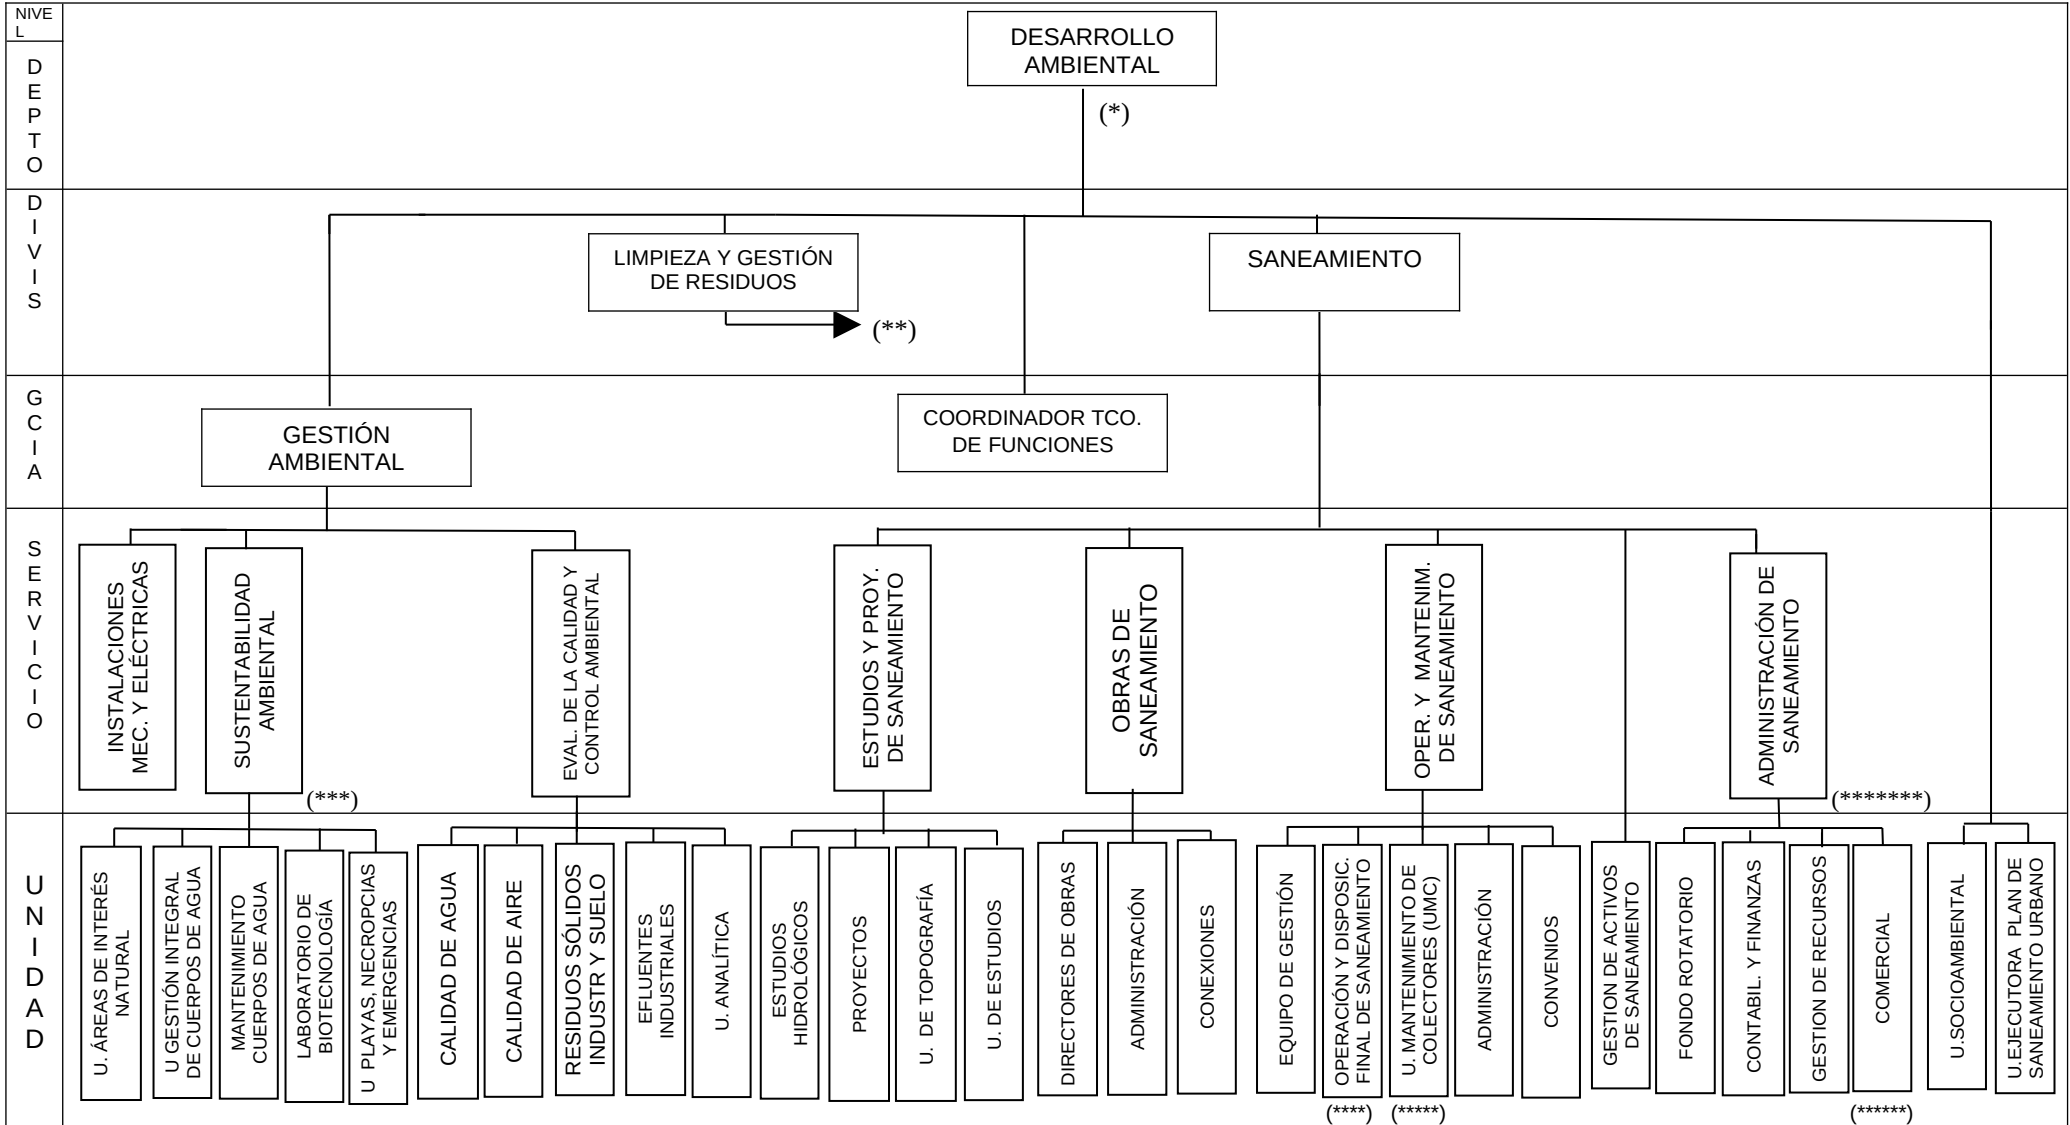 NIVE
L
D
E
P
T
O
DESARROLLO
AMBIENTAL
(*)
D
I
V
I
S
LIMPIEZA Y GESTIÓN
DE RESIDUOS
(**)
SANEAMIENTO
G
C
I
A
GESTIÓN
AMBIENTAL
COORDINADOR TCO.
DE FUNCIONES
S
E
R
V
I
C
I
O
INSTALACIONES
MEC. Y ELÉCTRICAS
SUSTENTABILIDAD
AMBIENTAL
(***)
EVAL. DE LA CALIDAD Y
CONTROL AMBIENTAL
ESTUDIOS Y PROY.
DE SANEAMIENTO
OBRAS DE
SANEAMIENTO
OPER. Y MANTENIM.
DE SANEAMIENTO
ADMINISTRACIÓN DE
SANEAMIENTO
(*******)
U
N
I
D
A
D
U. ÁREAS DE INTERÉS
NATURAL
U GESTIÓN INTEGRAL
DE CUERPOS DE AGUA
MANTENIMIENTO
CUERPOS DE AGUA
LABORATORIO DE
BIOTECNOLOGÍA
U PLAYAS, NECROPCIAS
Y EMERGENCIAS
CALIDAD DE AGUA
CALIDAD DE AIRE
RESIDUOS SÓLIDOS
INDUSTR Y SUELO
EFLUENTES
INDUSTRIALES
U. ANALÍTICA
ESTUDIOS
HIDROLÓGICOS
PROYECTOS
U. DE TOPOGRAFÍA
U. DE ESTUDIOS
DIRECTORES DE OBRAS
ADMINISTRACIÓN
CONEXIONES
EQUIPO DE GESTIÓN
OPERACIÓN Y DISPOSIC.
FINAL DE SANEAMIENTO
(****)
U. MANTENIMIENTO DE
COLECTORES (UMC)
(*****)
ADMINISTRACIÓN
CONVENIOS
GESTION DE ACTIVOS
DE SANEAMIENTO
FONDO ROTATORIO
CONTABIL. Y FINANZAS
GESTION DE RECURSOS
COMERCIAL
(******)
U.SOCIOAMBIENTAL
U.EJECUTORA PLAN DE
SANEAMIENTO URBANO